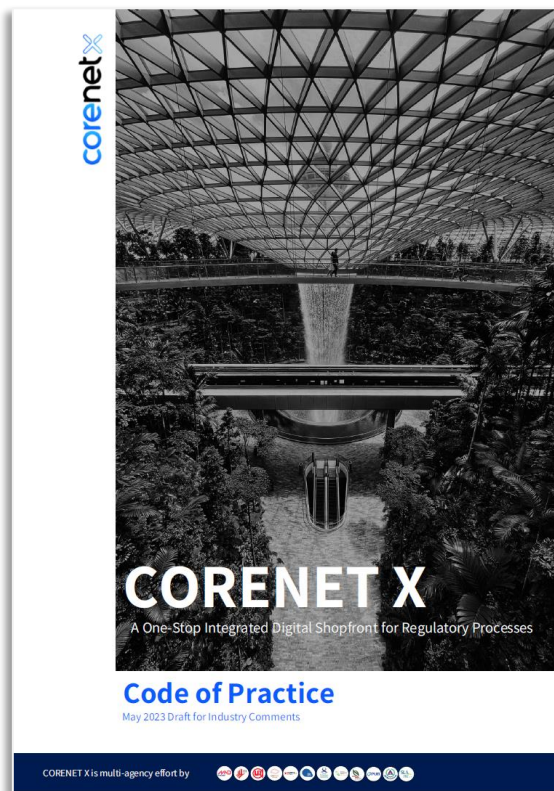 corenetx
CORENET X
A One-Stop Integrated Digital Shopfront for Regulatory Processes
Code of Practice
May 2023 Draft for Industry Comments
CORENET X is multi-agency effort by